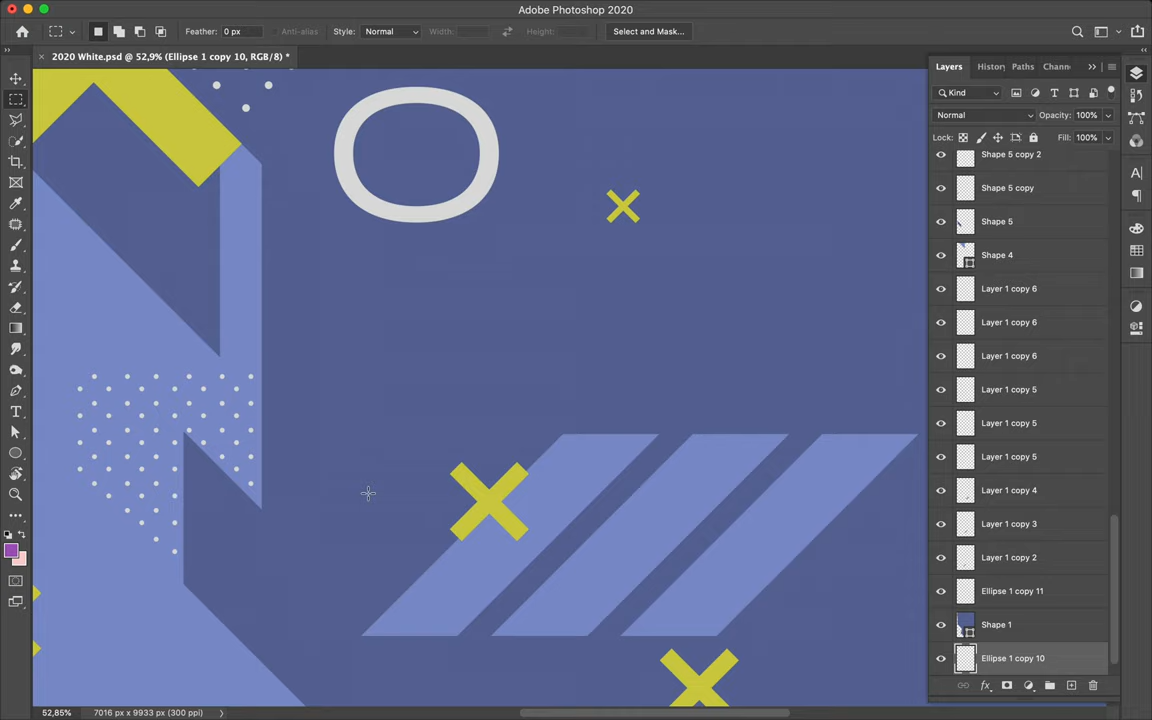 Adobe Photoshop 2020
Feather: 0 px
Anti-alias
Style: Normal
Width:
Height:
Select and Mask...
2020 White.psd @ 52,9% (Ellipse 1 copy 10, RGB/8) *
Layers
History
Paths
Chann
Kind
T
Normal
Opacity: 100%
Lock:
Fill: 100%
O
Shape 5 copy 2
Shape 5 copy
Shape 5
Shape 4
Layer 1 copy 6
Layer 1 copy 6
Layer 1 copy 6
Layer 1 copy 5
Layer 1 copy 5
Layer 1 copy 5
Layer 1 copy 4
Layer 1 copy 3
Layer 1 copy 2
Ellipse 1 copy 11
Shape 1
Ellipse 1 copy 10
fx
52,85%
7016 px x 9933 px (300 ppi)